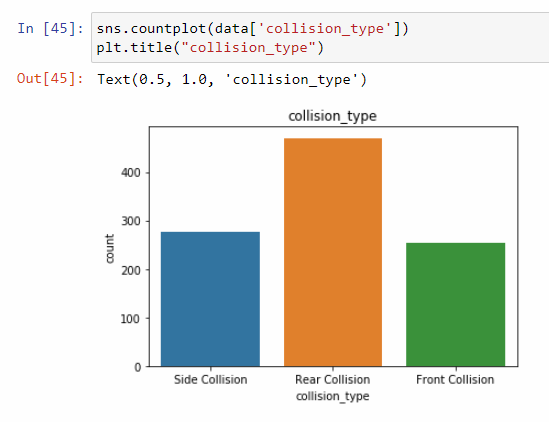 In [45]: sns.countplot(data['collision_type'])
plt.title("collision_type")
Out[45]: Text(0.5, 1.0, 'collision_type')
collision_type
400
300
200
100
0
count
Side Collision Rear Collision Front Collision
collision_type